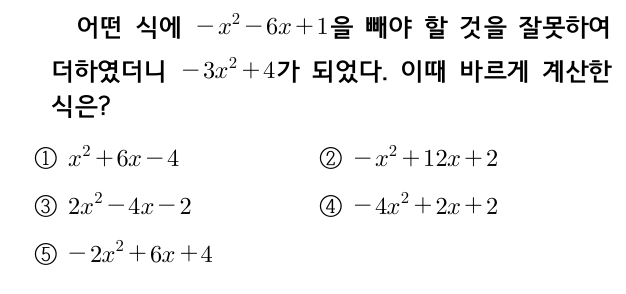 어떤 식에 $-x^2-6x+1$을 빼야 할 것을 잘못하여
더하였더니 $-3x^2+4$가 되었다. 이때 바르게 계산한
식은?
① $x^2+6x-4$ ② $-x^2+12x+2$
③ $2x^2-4x-2$ ④ $-4x^2+2x+2$
⑤ $-2x^2+6x+4$